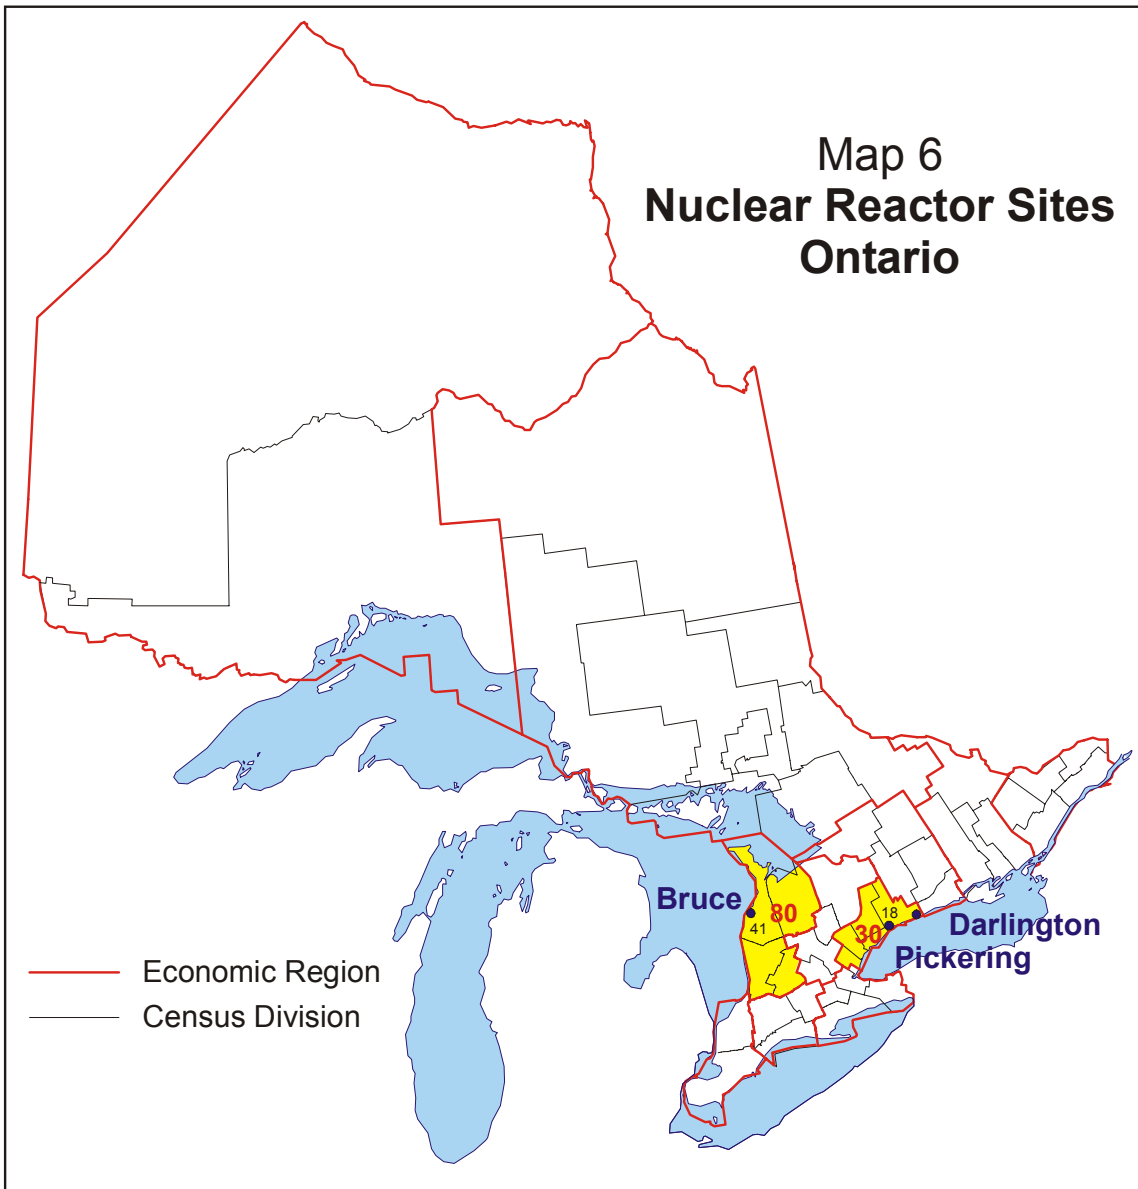 Map 6
Nuclear Reactor Sites
Ontario
Bruce
80
41
18
30
Darlington
Pickering
Economic Region
Census Division